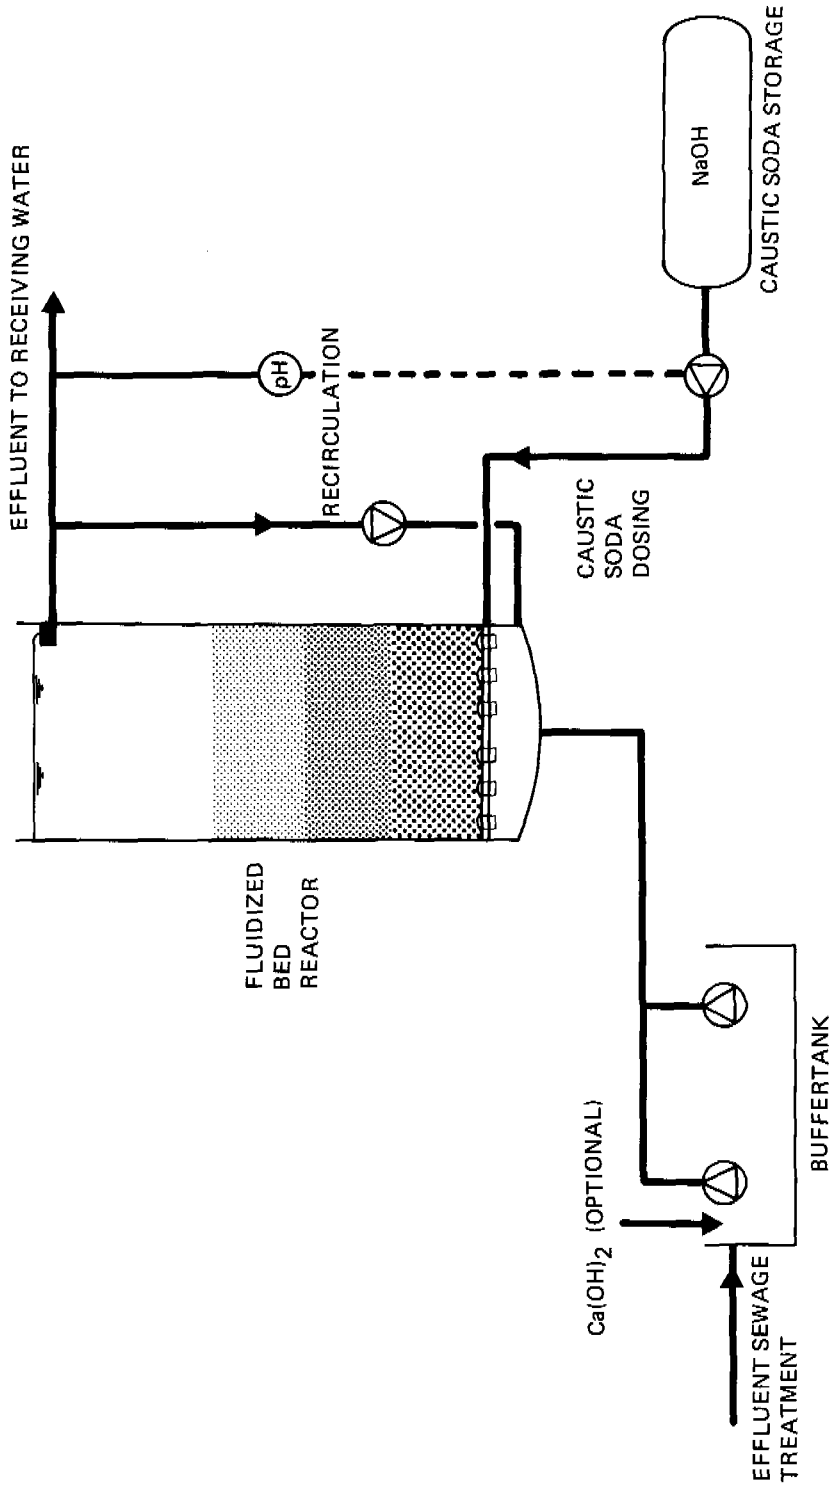 EFFLUENT TO RECEIVING WATER
pH
RECIRCULATION
NaOH
CAUSTIC SODA STORAGE
CAUSTIC
SODA
DOSING
FLUIDIZED
BED
REACTOR
Ca(OH)₂ (OPTIONAL)
EFFLUENT SEWAGE
TREATMENT
BUFFERTANK